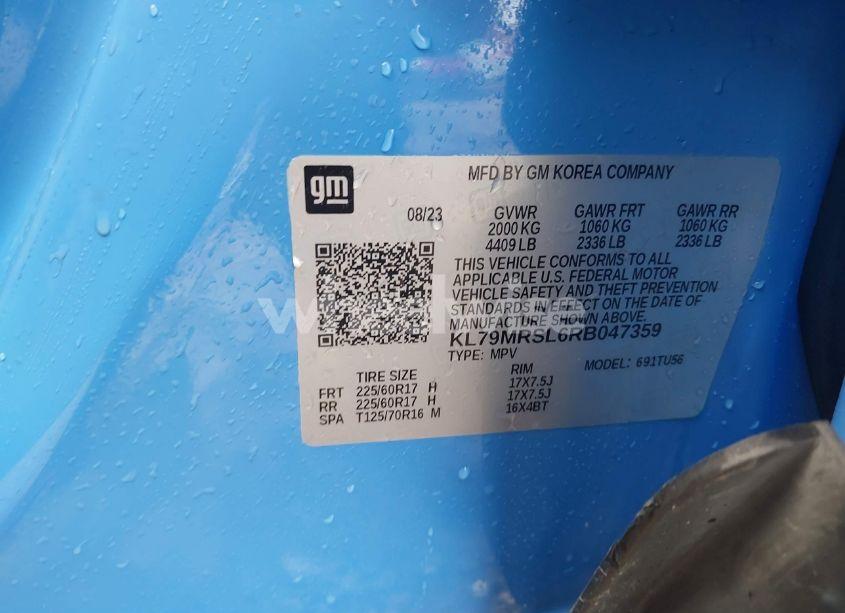 gm
MFD BY GM KOREA COMPANY
08/23 GVWR GAWR FRT GAWR RR
2000 KG 1060 KG 1060 KG
4409 LB 2336 LB 2336 LB
THIS VEHICLE CONFORMS TO ALL
APPLICABLE U.S. FEDERAL MOTOR
VEHICLE SAFETY AND THEFT PREVENTION
STANDARDS IN EFFECT ON THE DATE OF
MANUFACTURE SHOWN ABOVE.
KL79MRSL6RB047359
TYPE: MPV MODEL: 691TU56
TIRE SIZE RIM
FRT 225/60R17 H 17X7.5J
RR 225/60R17 H 17X7.5J
SPA T125/70R16 M 16X4BT